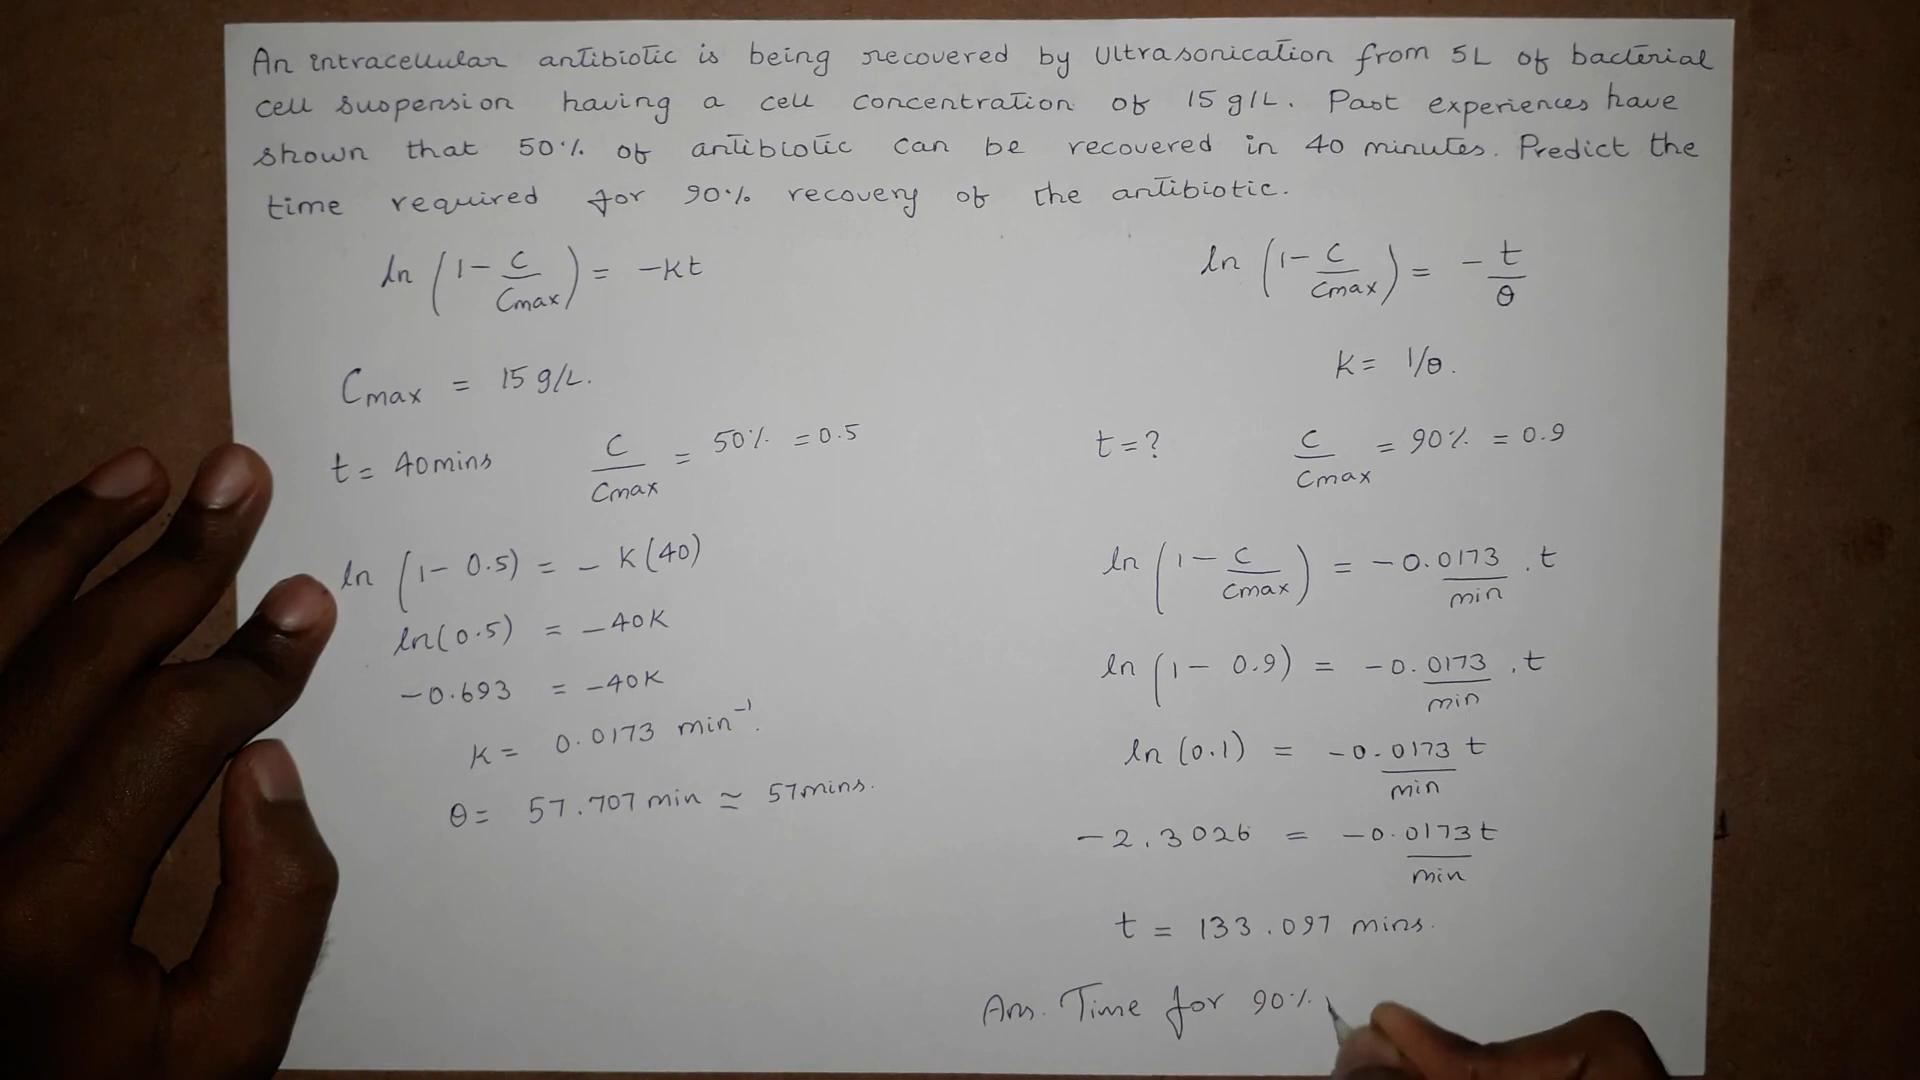 An intracellular antibiotic is being recovered by Ultrasonication from 5L of bacterial
cell suspension having a cell concentration of 15 g/L. Past experiences have
shown that 50% of antibiotic can be recovered in 40 minutes. Predict the
time required for 90% recovery of the antibiotic.
ln (1 - C/Cmax) = -kt
Cmax = 15 g/L.
t = 40mins C/Cmax = 50% = 0.5
ln (1 - 0.5) = - K(40)
ln(0.5) = -40K
-0.693 = -40K
K = 0.0173 min⁻¹.
θ = 57.707 min ≃ 57mins.
ln (1 - C/Cmax) = - t/θ
K = 1/θ.
t = ? C/Cmax = 90% = 0.9
ln (1 - C/Cmax) = -0.0173/min .t
ln (1 - 0.9) = -0.0173/min .t
ln (0.1) = -0.0173/min t
-2.3026 = -0.0173/min t
t = 133.097 mins.
Ans. Time for 90%